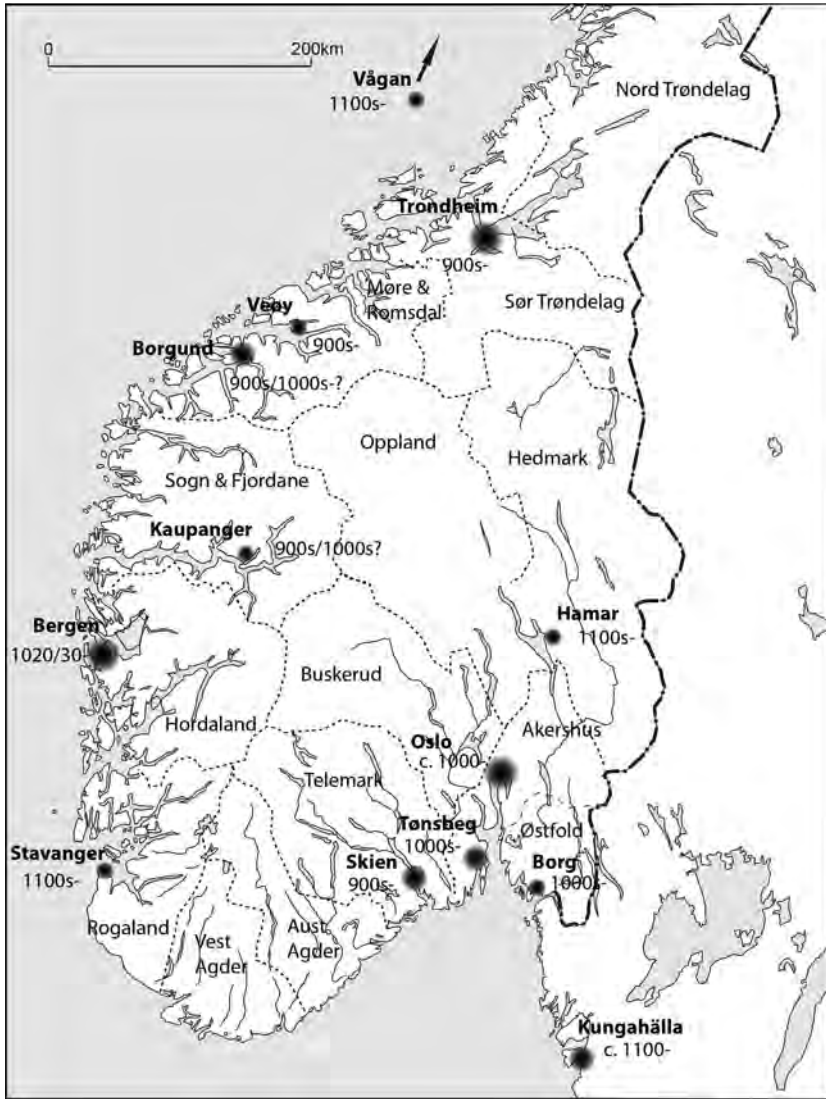 0
200km
Vågan
1100s-
Nord Trøndelag
Trondheim
900s-
Møre &
Romsdal
Sør Trøndelag
Veøy
900s-
Borgund
900s/1000s-?
Oppland
Hedmark
Sogn & Fjordane
Kaupanger
900s/1000s?
Bergen
1020/30-
Hamar
1100s-
Buskerud
Hordaland
Akershus
Oslo
c. 1000-
Telemark
Tønsbeg
1000s-
Østfold
Stavanger
1100s-
Skien
900s-
Borg
1000s-
Rogaland
Vest
Agder
Aust
Agder
Kungahälla
c. 1100-